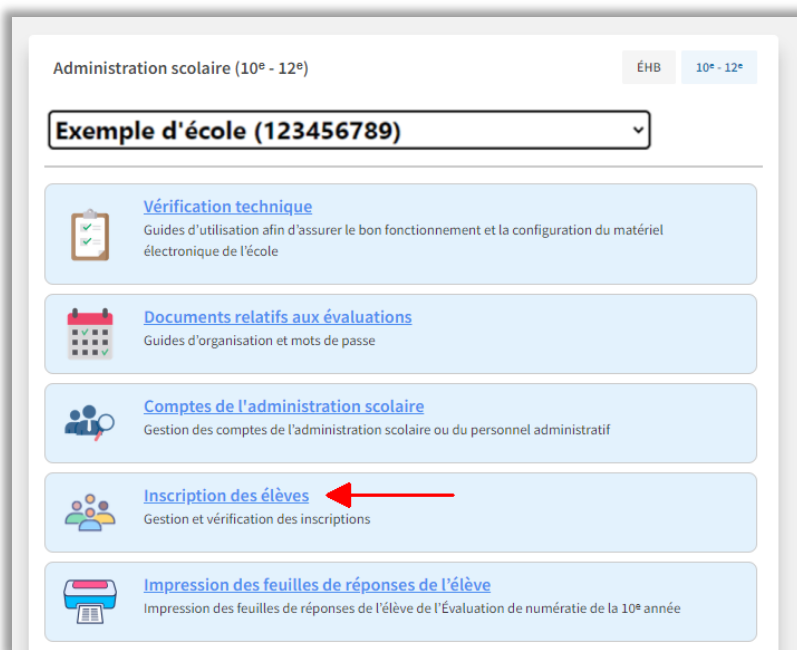 Administration scolaire (10ᵉ - 12ᵉ)
ÉHB
10ᵉ - 12ᵉ
Exemple d'école (123456789)
Vérification technique
Guides d'utilisation afin d'assurer le bon fonctionnement et la configuration du matériel
électronique de l'école
Documents relatifs aux évaluations
Guides d'organisation et mots de passe
Comptes de l'administration scolaire
Gestion des comptes de l'administration scolaire ou du personnel administratif
Inscription des élèves
Gestion et vérification des inscriptions
Impression des feuilles de réponses de l'élève
Impression des feuilles de réponses de l'élève de l'Évaluation de numératie de la 10ᵉ année